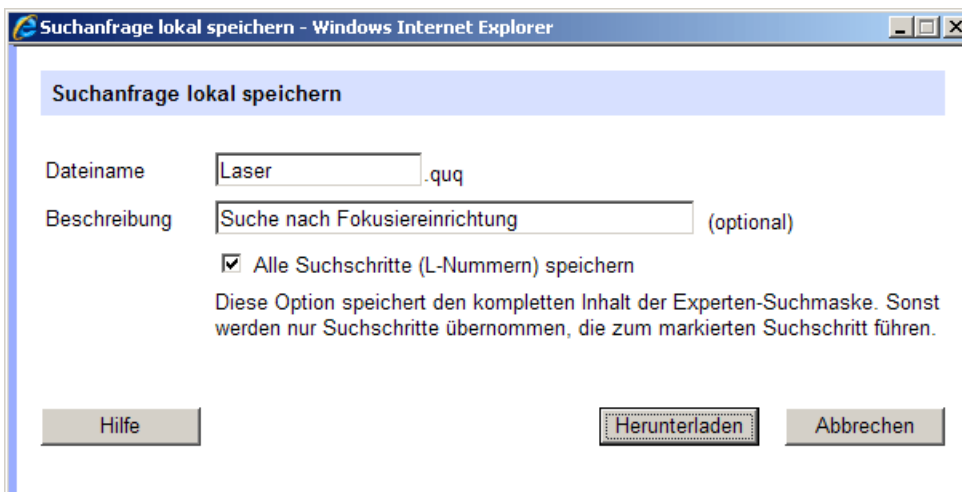 Suchanfrage lokal speichern - Windows Internet Explorer
Suchanfrage lokal speichern
Dateiname Laser .quq
Beschreibung Suche nach Fokusiereinrichtung (optional)
Alle Suchschritte (L-Nummern) speichern
Diese Option speichert den kompletten Inhalt der Experten-Suchmaske. Sonst
werden nur Suchschritte übernommen, die zum markierten Suchschritt führen.
Hilfe Herunterladen Abbrechen